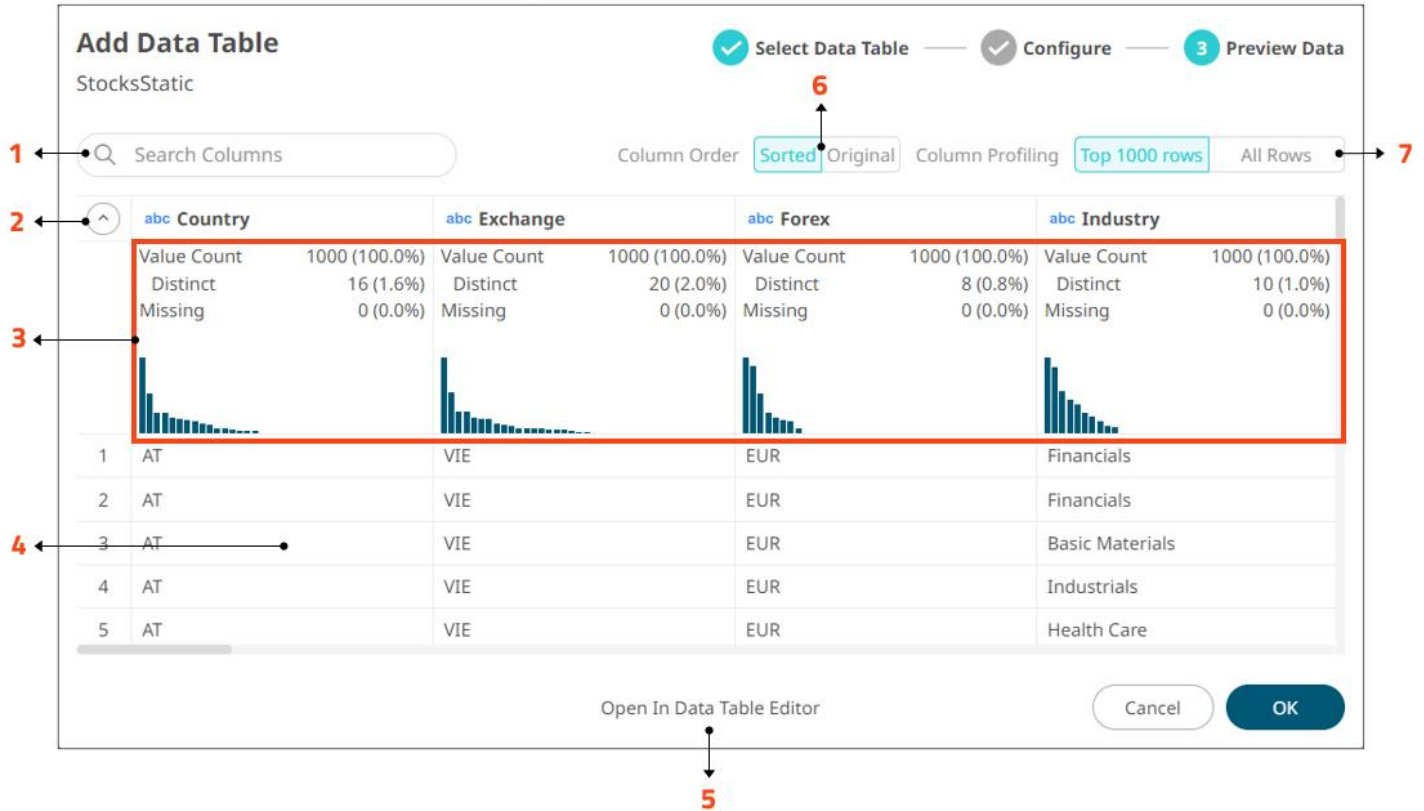 Add Data Table
StocksStatic
Select Data Table
Configure
3 Preview Data
6
1
Search Columns
Column Order Sorted Original Column Profiling Top 1000 rows All Rows
7
2
abc Country abc Exchange abc Forex abc Industry
Value Count 1000 (100.0%) Value Count 1000 (100.0%) Value Count 1000 (100.0%) Value Count 1000 (100.0%)
Distinct 16 (1.6%) Distinct 20 (2.0%) Distinct 8 (0.8%) Distinct 10 (1.0%)
Missing 0 (0.0%) Missing 0 (0.0%) Missing 0 (0.0%) Missing 0 (0.0%)
3
1 AT VIE EUR Financials
2 AT VIE EUR Financials
4
3 AT VIE EUR Basic Materials
4 AT VIE EUR Industrials
5 AT VIE EUR Health Care
Open In Data Table Editor
Cancel
OK
5